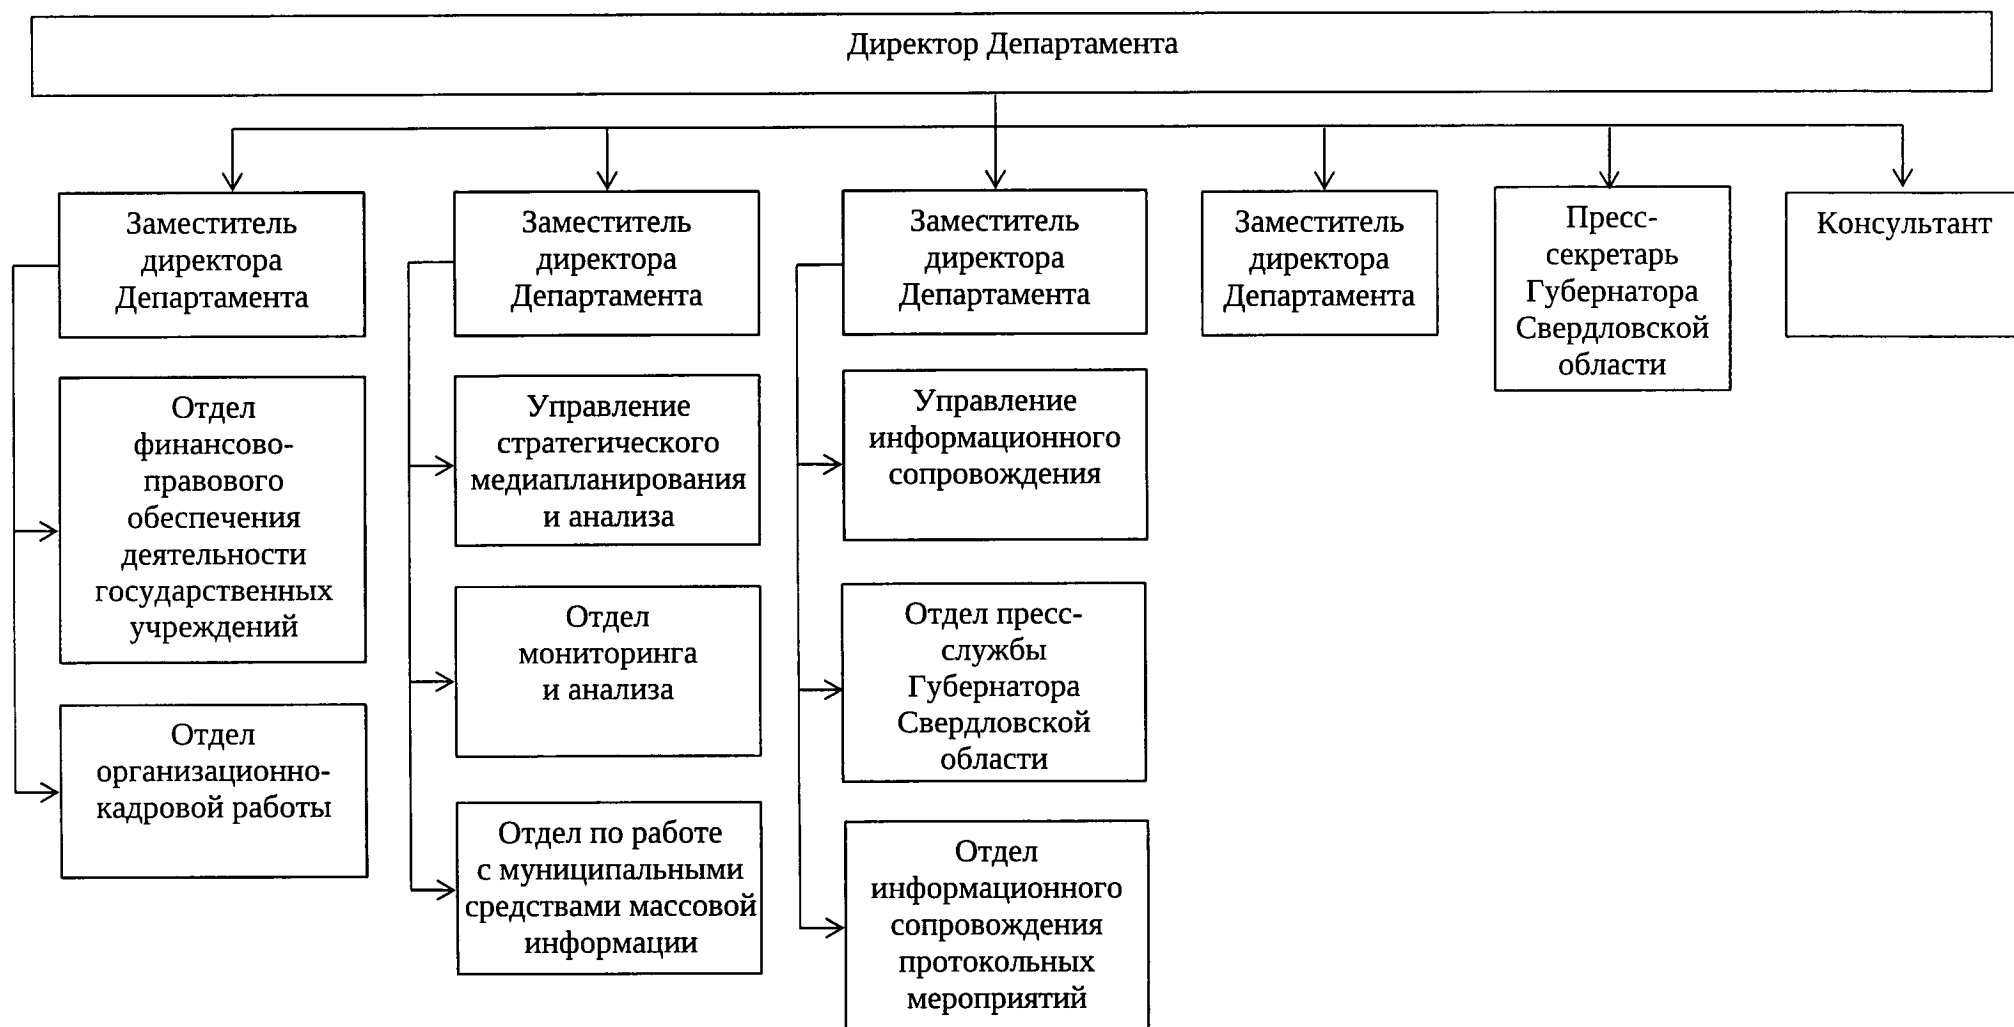 Директор Департамента
Заместитель
директора
Департамента
Заместитель
директора
Департамента
Заместитель
директора
Департамента
Заместитель
директора
Департамента
Пресс-
секретарь
Губернатора
Свердловской
области
Консультант
Отдел
финансово-
правового
обеспечения
деятельности
государственных
учреждений
Отдел
организационно-
кадровой работы
Управление
стратегического
медиапланирования
и анализа
Отдел
мониторинга
и анализа
Отдел по работе
с муниципальными
средствами массовой
информации
Управление
информационного
сопровождения
Отдел пресс-
службы
Губернатора
Свердловской
области
Отдел
информационного
сопровождения
протокольных
мероприятий